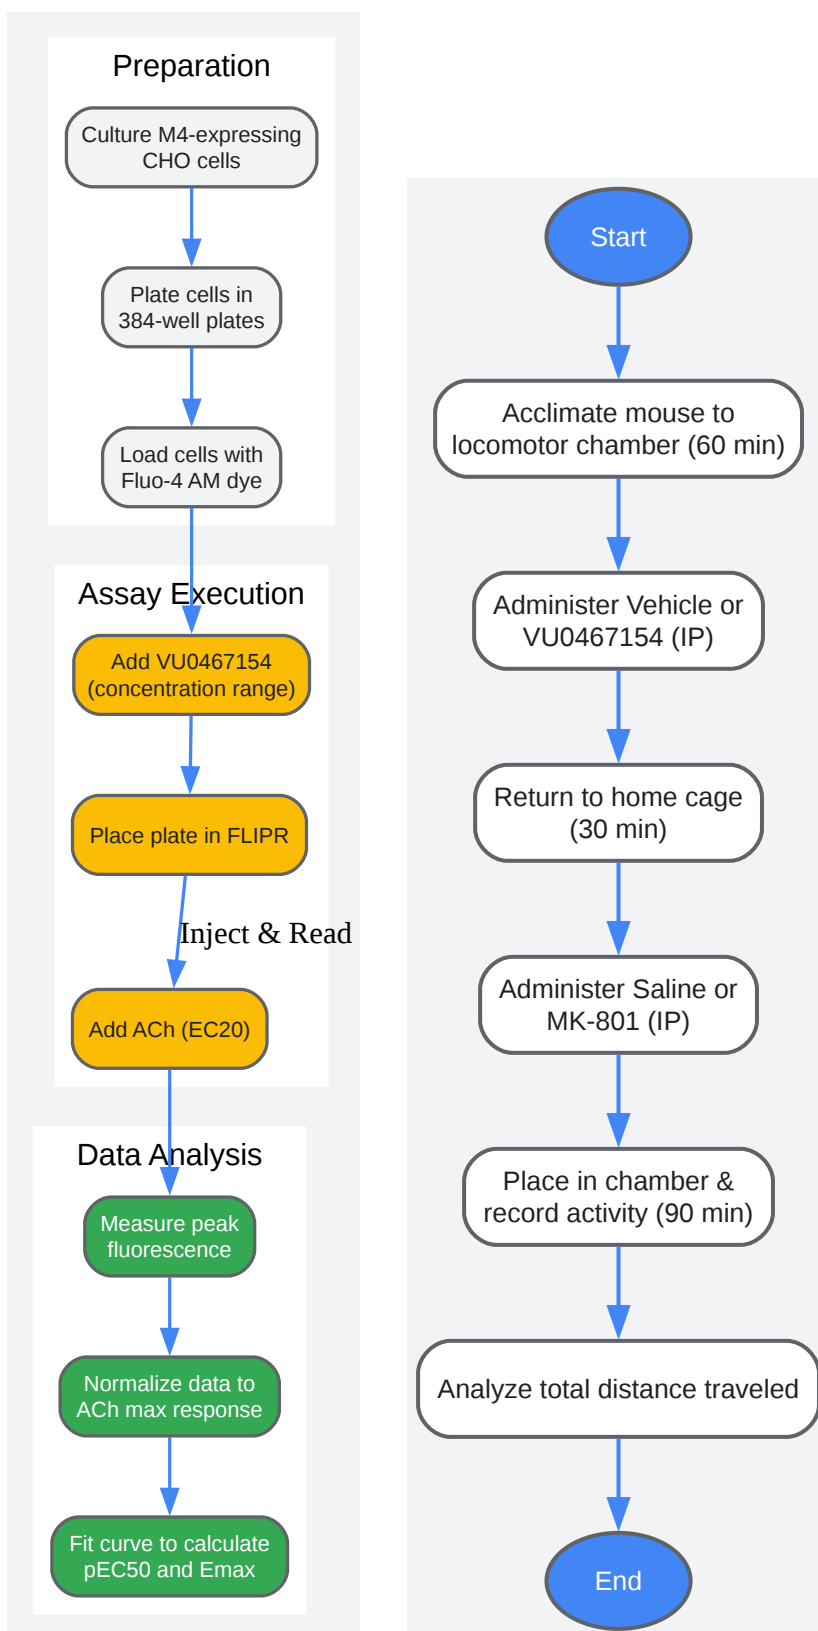 Preparation
Culture M4-expressing
CHO cells
Plate cells in
384-well plates
Load cells with
Fluo-4 AM dye
Assay Execution
Add VU0467154
(concentration range)
Place plate in FLIPR
Inject & Read
Add ACh (EC20)
Data Analysis
Measure peak
fluorescence
Normalize data to
ACh max response
Fit curve to calculate
pEC50 and Emax
Start
Acclimate mouse to
locomotor chamber (60 min)
Administer Vehicle or
VU0467154 (IP)
Return to home cage
(30 min)
Administer Saline or
MK-801 (IP)
Place in chamber &
record activity (90 min)
Analyze total distance traveled
End